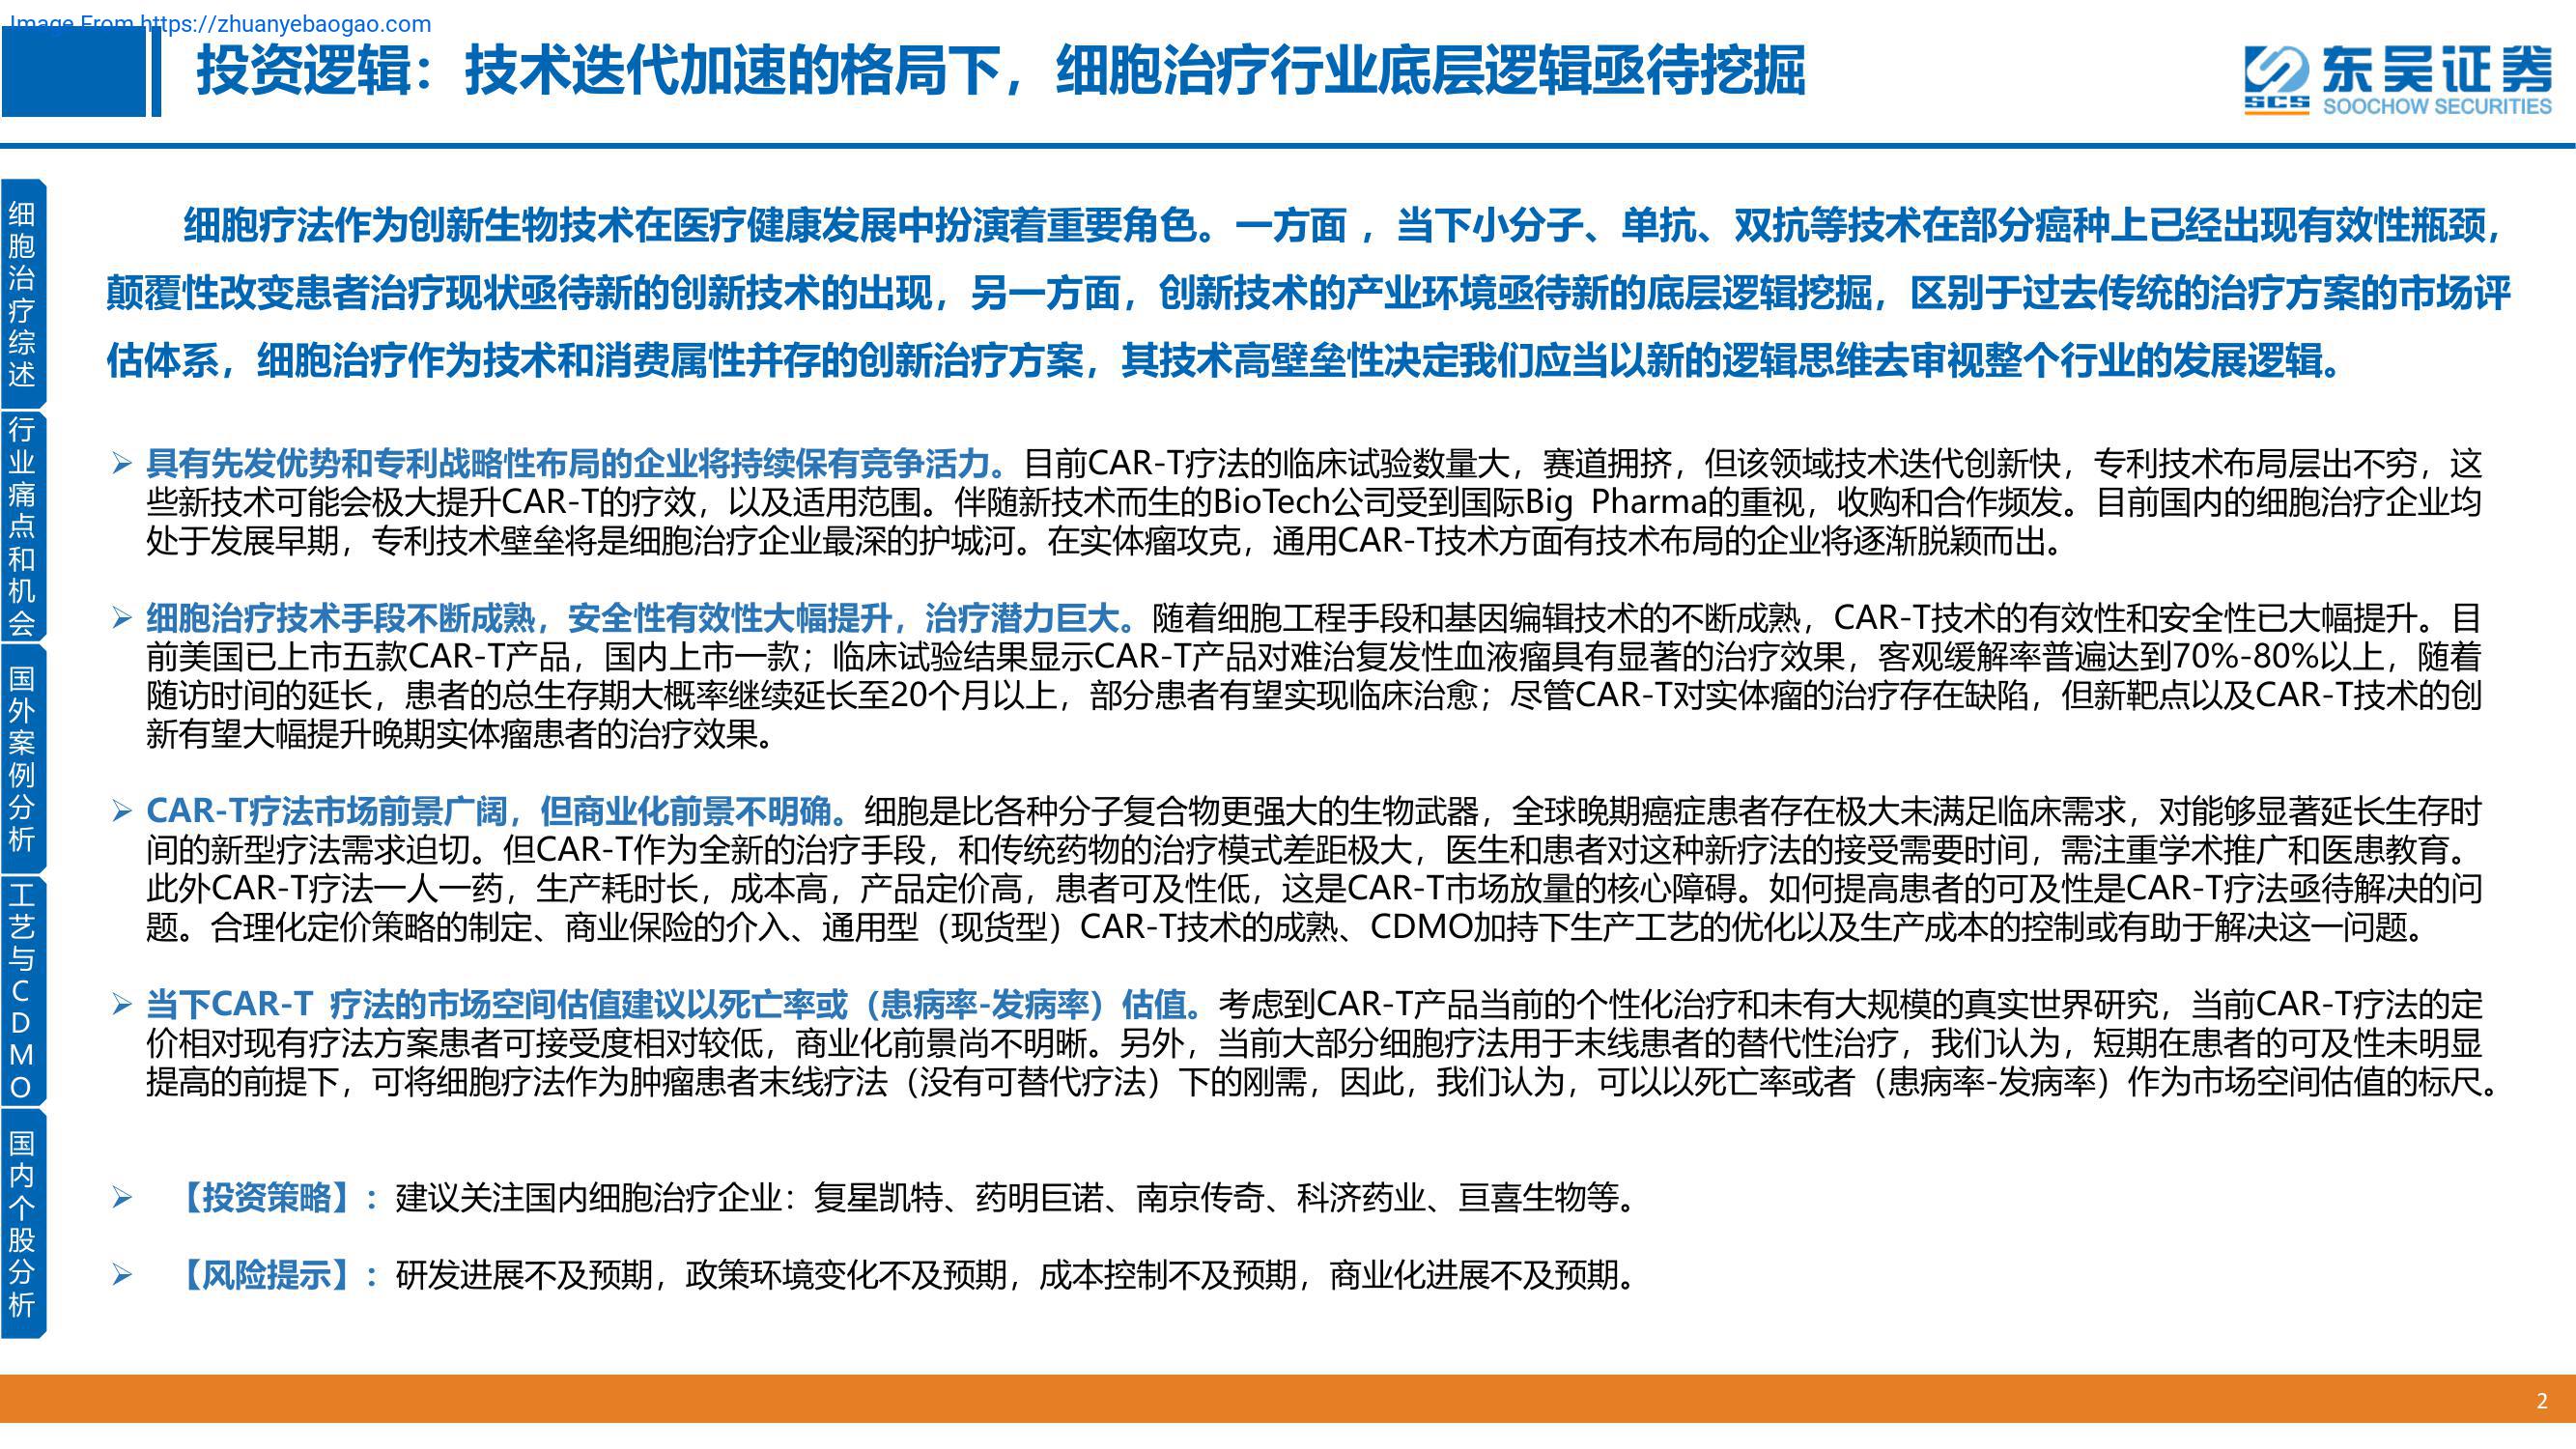 Image From https://zhuanyebaogao.com
投资逻辑：技术迭代加速的格局下，细胞治疗行业底层逻辑亟待挖掘
东吴证券
SCS
SOOCHOW SECURITIES
细胞治疗综述
行业痛点和机会
国外案例分析
工艺与CDMO
国内个股分析
细胞疗法作为创新生物技术在医疗健康发展中扮演着重要角色。一方面 ，当下小分子、单抗、双抗等技术在部分癌种上已经出现有效性瓶颈，
颠覆性改变患者治疗现状亟待新的创新技术的出现，另一方面，创新技术的产业环境亟待新的底层逻辑挖掘，区别于过去传统的治疗方案的市场评
估体系，细胞治疗作为技术和消费属性并存的创新治疗方案，其技术高壁垒性决定我们应当以新的逻辑思维去审视整个行业的发展逻辑。
➢ 具有先发优势和专利战略性布局的企业将持续保有竞争活力。目前CAR-T疗法的临床试验数量大，赛道拥挤，但该领域技术迭代创新快，专利技术布局层出不穷，这
些新技术可能会极大提升CAR-T的疗效，以及适用范围。伴随新技术而生的BioTech公司受到国际Big Pharma的重视，收购和合作频发。目前国内的细胞治疗企业均
处于发展早期，专利技术壁垒将是细胞治疗企业最深的护城河。在实体瘤攻克，通用CAR-T技术方面有技术布局的企业将逐渐脱颖而出。
➢ 细胞治疗技术手段不断成熟，安全性有效性大幅提升，治疗潜力巨大。随着细胞工程手段和基因编辑技术的不断成熟，CAR-T技术的有效性和安全性已大幅提升。目
前美国已上市五款CAR-T产品，国内上市一款；临床试验结果显示CAR-T产品对难治复发性血液瘤具有显著的治疗效果，客观缓解率普遍达到70%-80%以上，随着
随访时间的延长，患者的总生存期大概率继续延长至20个月以上，部分患者有望实现临床治愈；尽管CAR-T对实体瘤的治疗存在缺陷，但新靶点以及CAR-T技术的创
新有望大幅提升晚期实体瘤患者的治疗效果。
➢ CAR-T疗法市场前景广阔，但商业化前景不明确。细胞是比各种分子复合物更强大的生物武器，全球晚期癌症患者存在极大未满足临床需求，对能够显著延长生存时
间的新型疗法需求迫切。但CAR-T作为全新的治疗手段，和传统药物的治疗模式差距极大，医生和患者对这种新疗法的接受需要时间，需注重学术推广和医患教育。
此外CAR-T疗法一人一药，生产耗时长，成本高，产品定价高，患者可及性低，这是CAR-T市场放量的核心障碍。如何提高患者的可及性是CAR-T疗法亟待解决的问
题。合理化定价策略的制定、商业保险的介入、通用型（现货型）CAR-T技术的成熟、CDMO加持下生产工艺的优化以及生产成本的控制或有助于解决这一问题。
➢ 当下CAR-T 疗法的市场空间估值建议以死亡率或（患病率-发病率）估值。考虑到CAR-T产品当前的个性化治疗和未有大规模的真实世界研究，当前CAR-T疗法的定
价相对现有疗法方案患者可接受度相对较低，商业化前景尚不明晰。另外，当前大部分细胞疗法用于末线患者的替代性治疗，我们认为，短期在患者的可及性未明显
提高的前提下，可将细胞疗法作为肿瘤患者末线疗法（没有可替代疗法）下的刚需，因此，我们认为，可以以死亡率或者（患病率-发病率）作为市场空间估值的标尺。
➢ 【投资策略】：建议关注国内细胞治疗企业：复星凯特、药明巨诺、南京传奇、科济药业、亘喜生物等。
➢ 【风险提示】：研发进展不及预期，政策环境变化不及预期，成本控制不及预期，商业化进展不及预期。
2